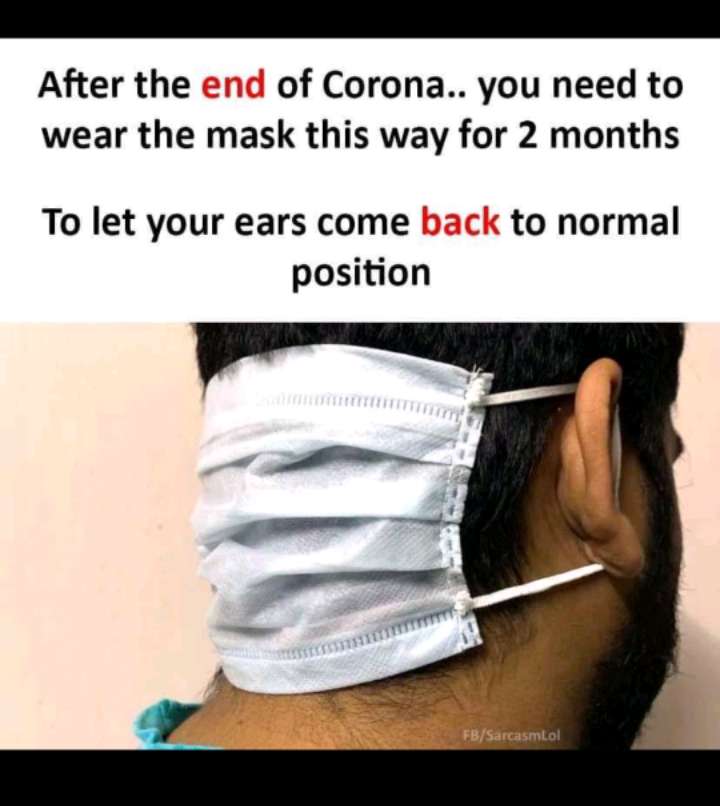 After the end of Corona.. you need to
wear the mask this way for 2 months
To let your ears come back to normal
position
FB/SarcasmLol